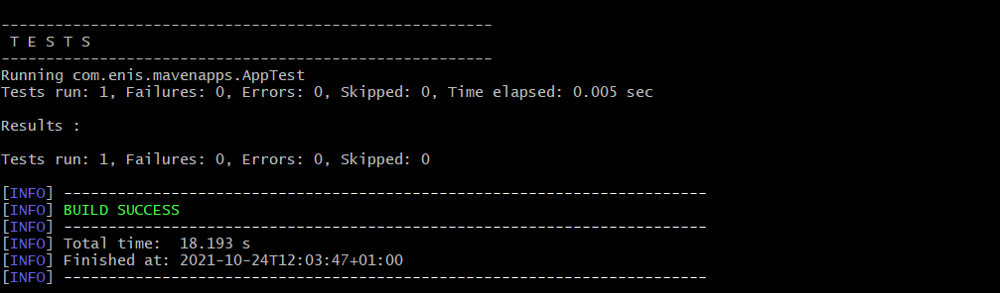 -------------------------------------------------------
 T E S T S
-------------------------------------------------------
Running com.enis.mavenapps.AppTest
Tests run: 1, Failures: 0, Errors: 0, Skipped: 0, Time elapsed: 0.005 sec

Results :

Tests run: 1, Failures: 0, Errors: 0, Skipped: 0

[INFO] ------------------------------------------------------------------------
[INFO] BUILD SUCCESS
[INFO] ------------------------------------------------------------------------
[INFO] Total time:  18.193 s
[INFO] Finished at: 2021-10-24T12:03:47+01:00
[INFO] ------------------------------------------------------------------------